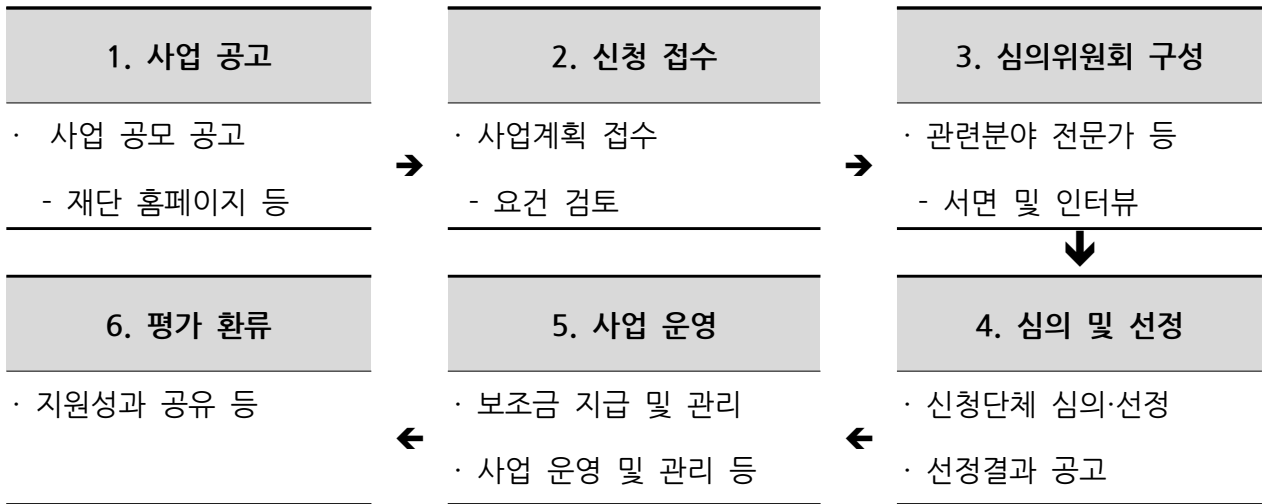 1. 사업 공고
· 사업 공모 공고
- 재단 홈페이지 등
➔
2. 신청 접수
· 사업계획 접수
- 요건 검토
➔
3. 심의위원회 구성
· 관련분야 전문가 등
- 서면 및 인터뷰
🡻
4. 심의 및 선정
· 신청단체 심의·선정
· 선정결과 공고
🡸
5. 사업 운영
· 보조금 지급 및 관리
· 사업 운영 및 관리 등
🡸
6. 평가 환류
· 지원성과 공유 등